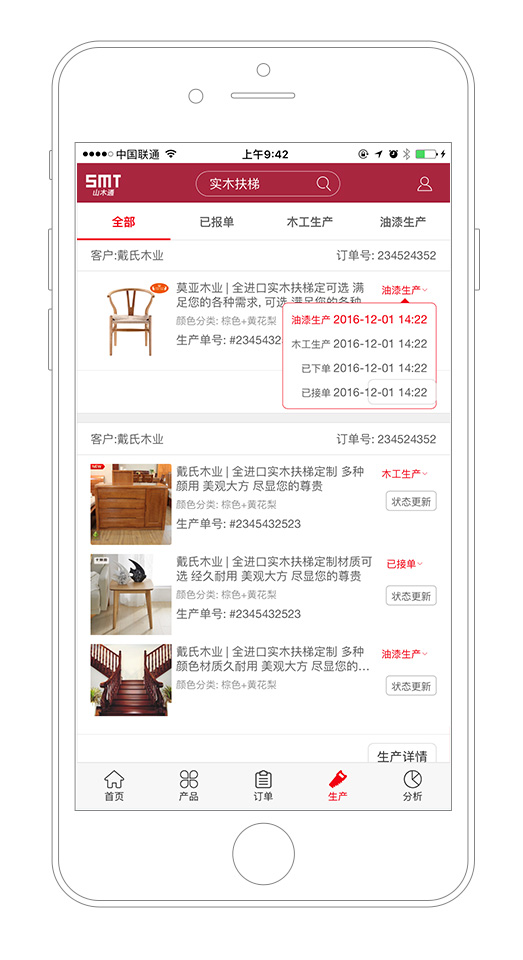 中国联通
上午9:42
SMT
山木通
实木扶梯
全部
已报单
木工生产
油漆生产
客户:戴氏木业
订单号: 234524352
莫亚木业 | 全进口实木扶梯定可选 满
足您的各种需求, 可选 满足您的各种
颜色分类: 棕色+黄花梨
生产单号: #2345432
油漆生产
油漆生产 2016-12-01 14:22
木工生产 2016-12-01 14:22
已下单 2016-12-01 14:22
已接单 2016-12-01 14:22
客户:戴氏木业
订单号: 234524352
NEW
戴氏木业 | 全进口实木扶梯定制 多种
颜用 美观大方 尽显您的尊贵
颜色分类: 棕色+黄花梨
生产单号: #2345432523
木工生产
状态更新
戴氏木业 | 全进口实木扶梯定制材质可
选 经久耐用 美观大方 尽显您的尊贵
颜色分类: 棕色+黄花梨
生产单号: #2345432523
已接单
状态更新
戴氏木业 | 全进口实木扶梯定制 多种
颜色材质久耐用 美观大方 尽显您的...
颜色分类: 棕色+黄花梨
油漆生产
状态更新
生产详情
首页
产品
订单
生产
分析